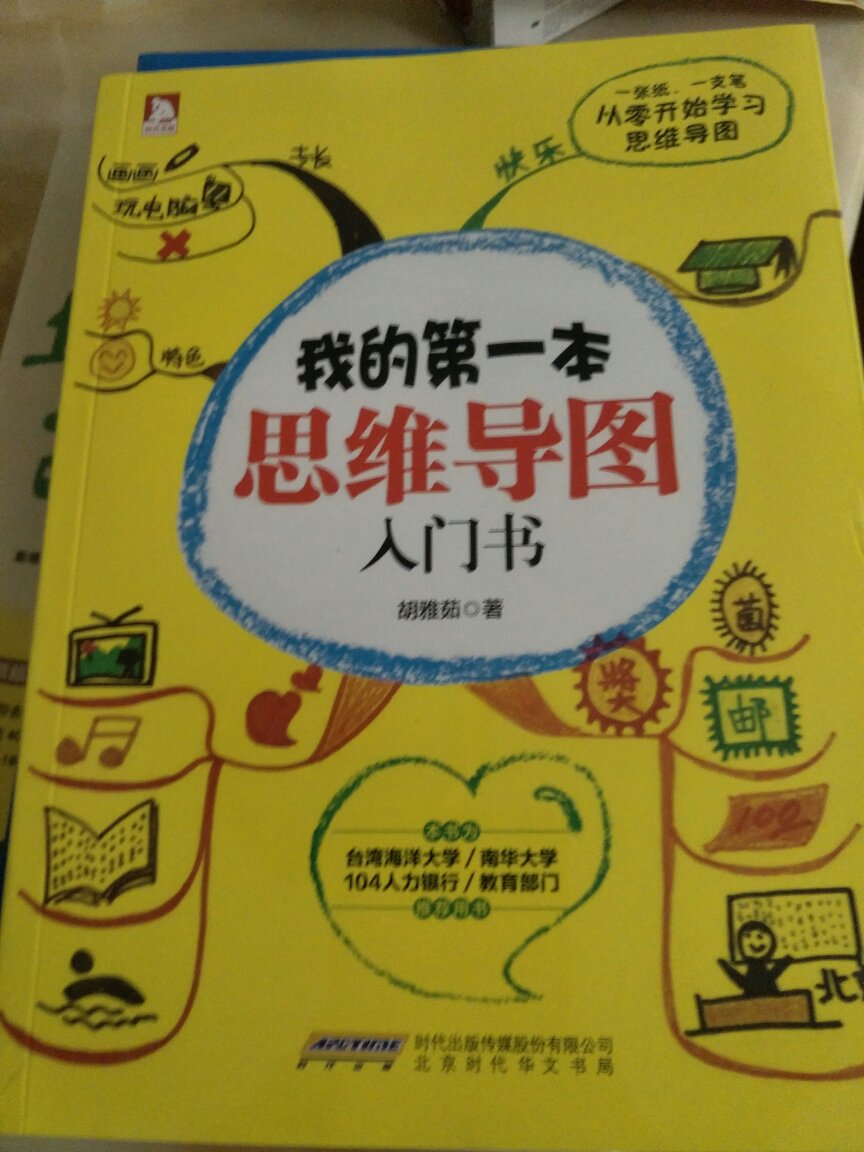 一张纸、一支笔
从零开始学习
思维导图
快乐
专长
画画
玩电脑
特色
我的第一本
思维导图
入门书
胡雅茹◎著
菌
奖
邮
100
北京
本书为
台湾海洋大学/南华大学
104人力银行/教育部门
推荐用书
时代出版传媒股份有限公司
北京时代华文书局